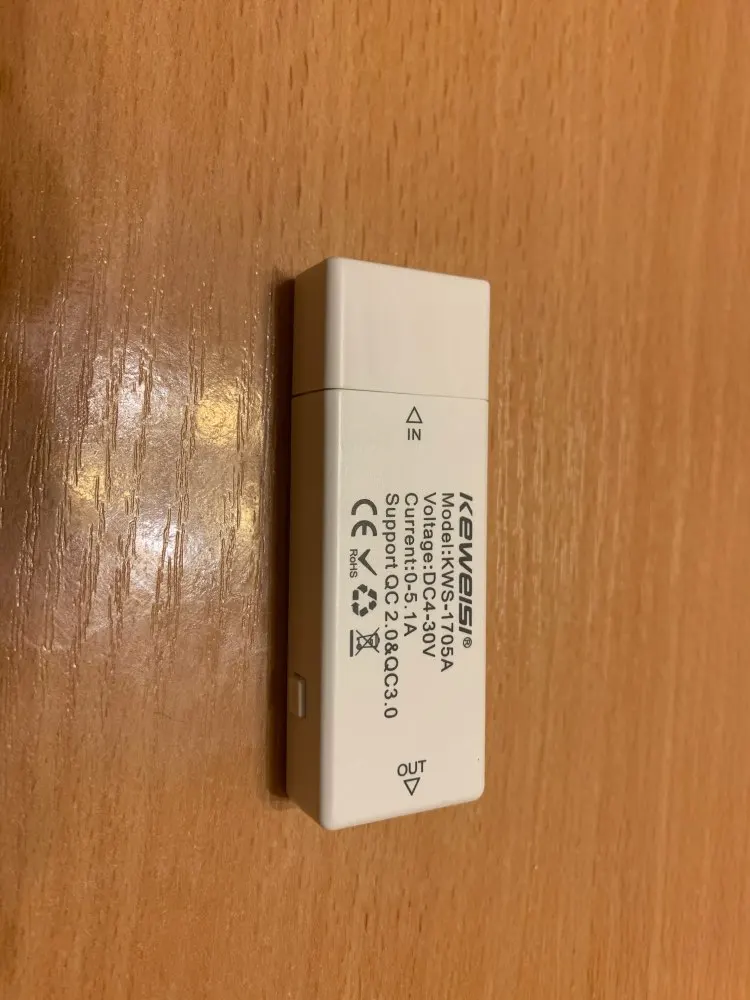 IN
KEWEISI®
Model:KWS-1705A
Voltage:DC4-30V
Current:0-5.1A
Support QC 2.0&QC3.0
CE RoHS
OUT